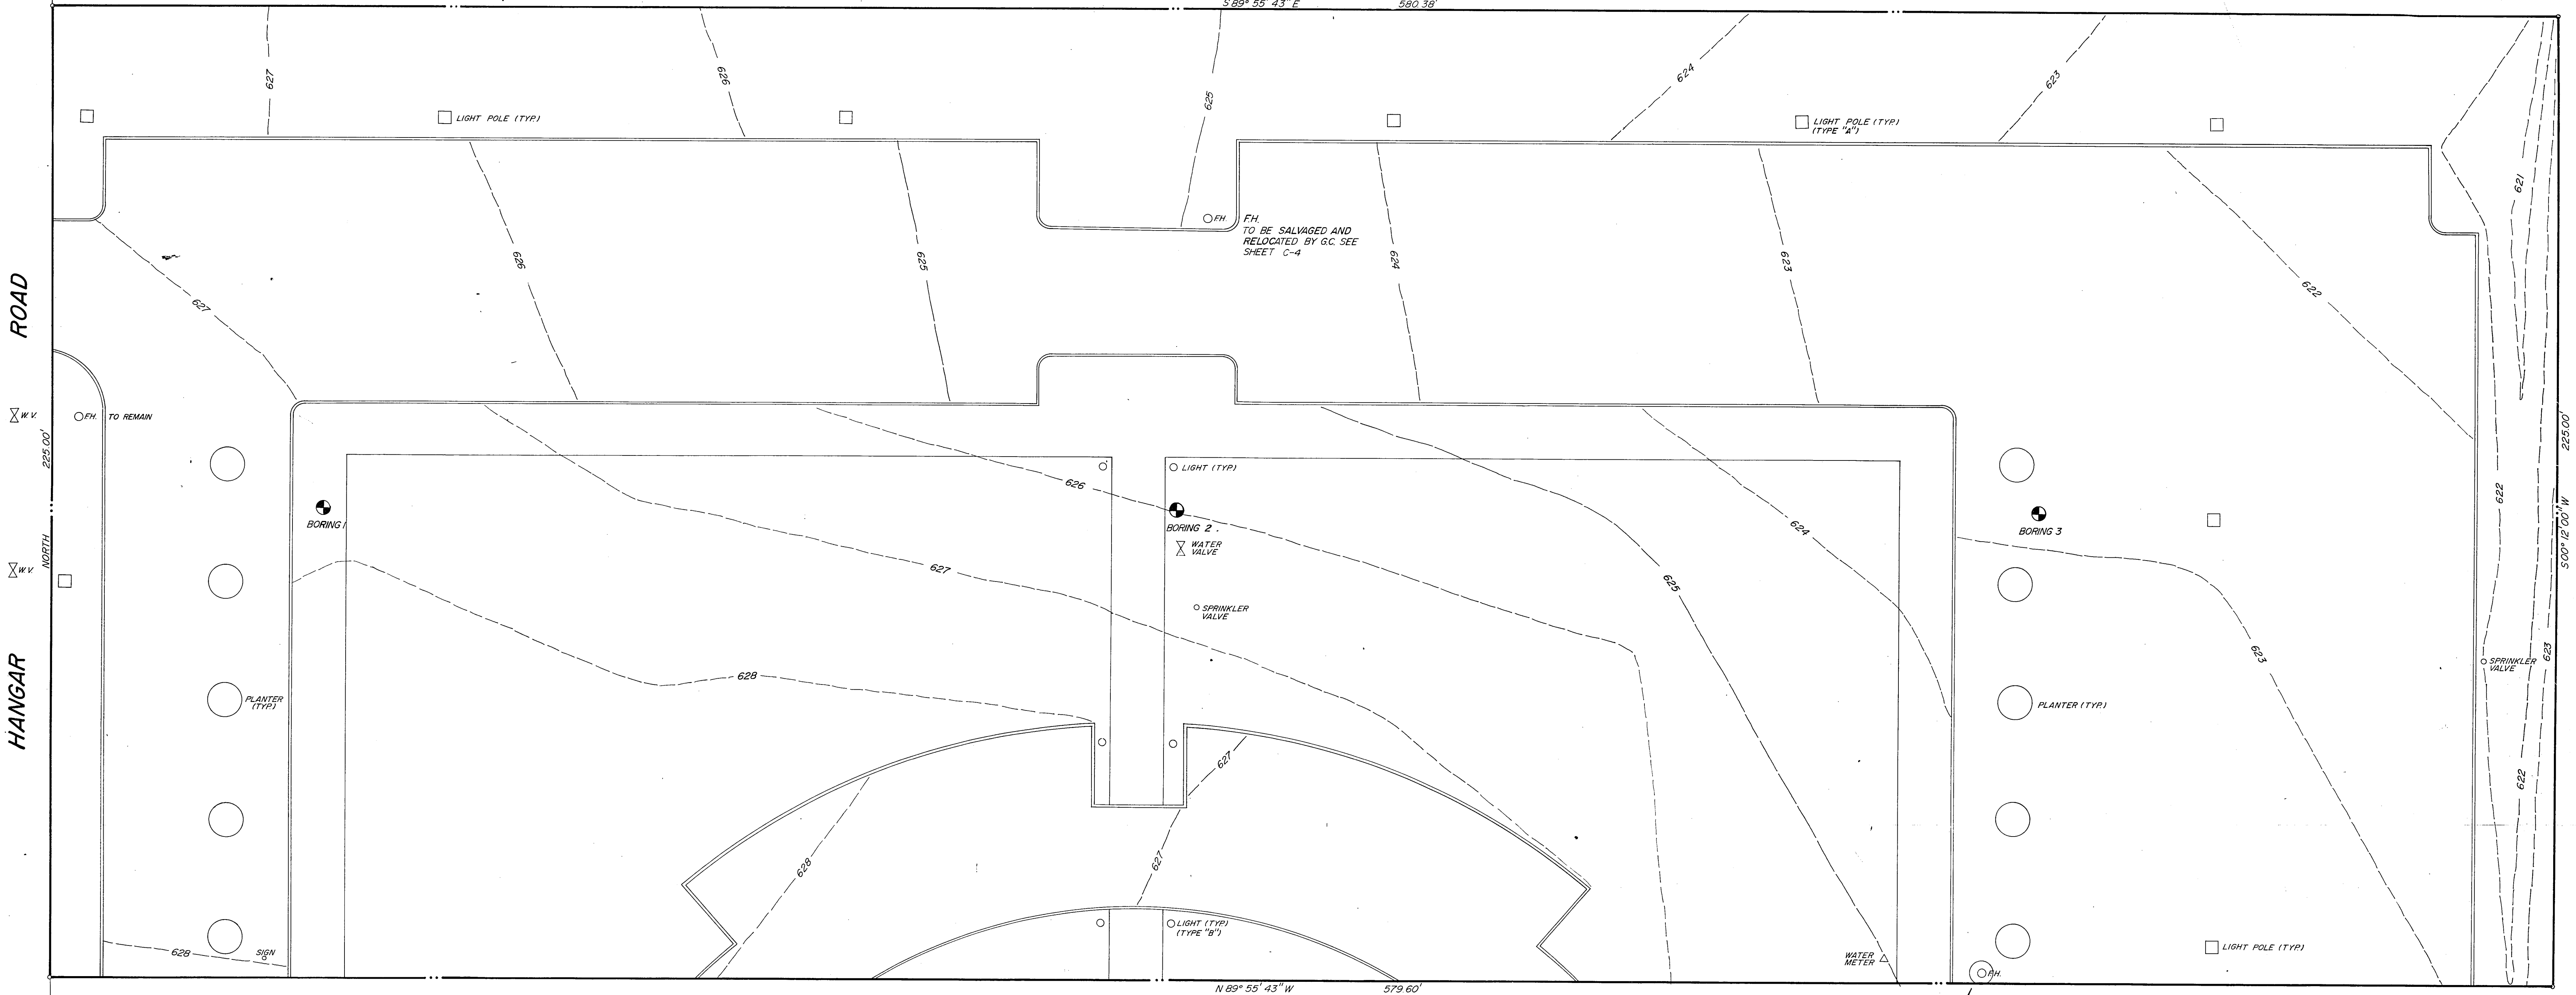 S 89° 55' 43" E 580.38'
627
626
625
624
623
LIGHT POLE (TYP.)
LIGHT POLE (TYP.)
(TYPE "A")
621
F.H.
F.H.
TO BE SALVAGED AND
RELOCATED BY G.C. SEE
SHEET C-4
627
626
625
624
623
622
HANGAR ROAD
W.V.
F.H. TO REMAIN
NORTH 225.00'
W.V.
LIGHT (TYP.)
626
BORING 1
BORING 2
WATER
VALVE
624
BORING 3
622
S 00° 12' 00" W 225.00'
627
625
SPRINKLER
VALVE
623
623
SPRINKLER
VALVE
628
PLANTER
(TYP.)
PLANTER (TYP.)
627
622
628
627
LIGHT (TYP.)
(TYPE "B")
628
SIGN
WATER
METER
LIGHT POLE (TYP.)
F.H.
N 89° 55' 43" W 579.60'